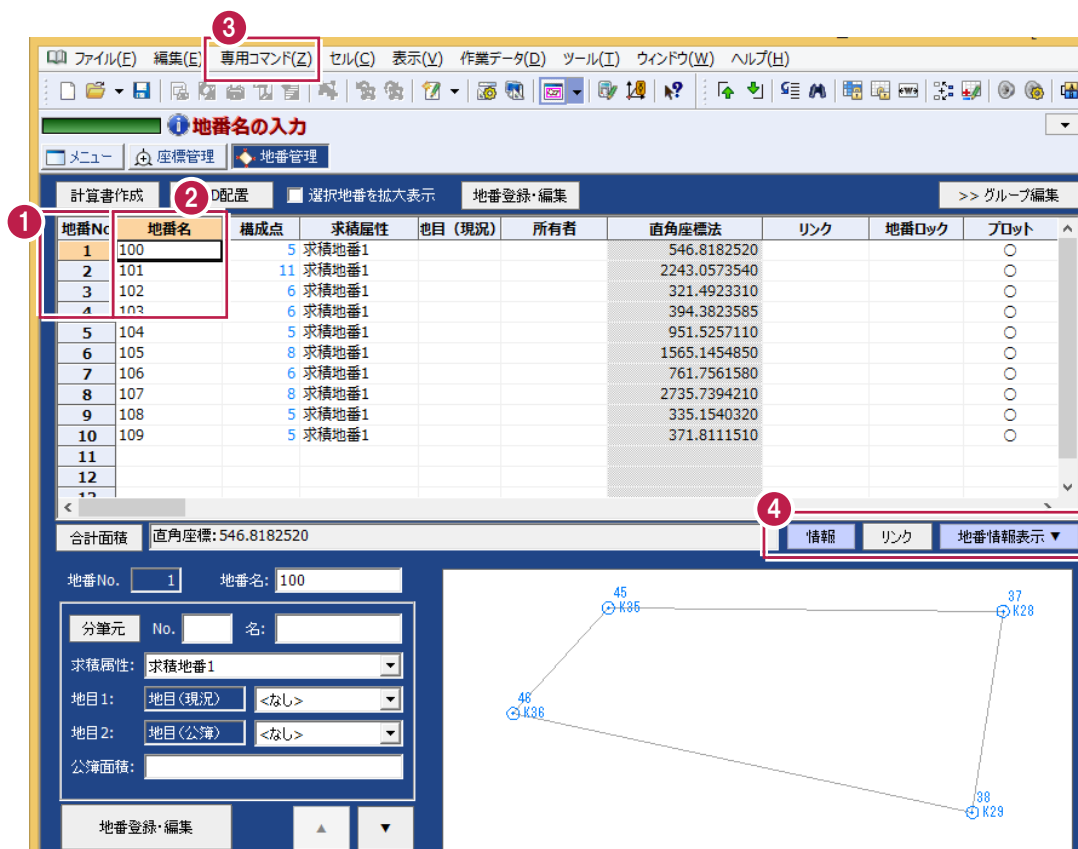 3
ファイル(F) 編集(E) 専用コマンド(Z) セル(C) 表示(V) 作業データ(D) ツール(T) ウィンドウ(W) ヘルプ(H)
地番名の入力
メニュー 座標管理 地番管理
計算書作成 2 D配置 選択地番を拡大表示 地番登録・編集 >> グループ編集
1
地番No 地番名 構成点 求積属性 地目（現況） 所有者 直角座標法 リンク 地番ロック プロット
1 100 5 求積地番1 546.8182520 ○
2 101 11 求積地番1 2243.0573540 ○
3 102 6 求積地番1 321.4923310 ○
4 103 6 求積地番1 394.3823585 ○
5 104 5 求積地番1 951.5257110 ○
6 105 8 求積地番1 1565.1454850 ○
7 106 6 求積地番1 761.7561580 ○
8 107 8 求積地番1 2735.7394210 ○
9 108 5 求積地番1 335.1540320 ○
10 109 5 求積地番1 371.8111510 ○
11
12
4
合計面積 直角座標:546.8182520 情報 リンク 地番情報表示 ▼
地番No. 1 地番名: 100
分筆元 No. 名:
求積属性: 求積地番1
地目1: 地目(現況) <なし>
地目2: 地目(公簿) <なし>
公簿面積:
地番登録・編集 ▲ ▼
45
K35
37
K28
46
K36
38
K29